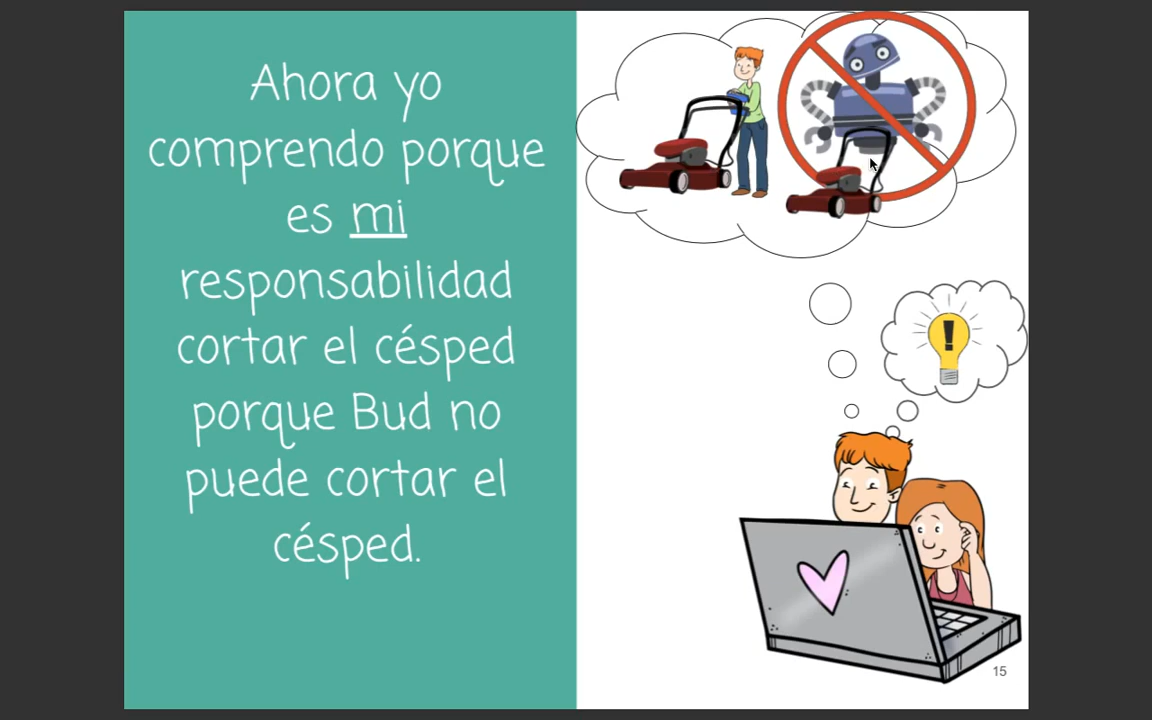 Ahora yo
comprendo porque
es mi
responsabilidad
cortar el césped
porque Bud no
puede cortar el
césped.
!
15